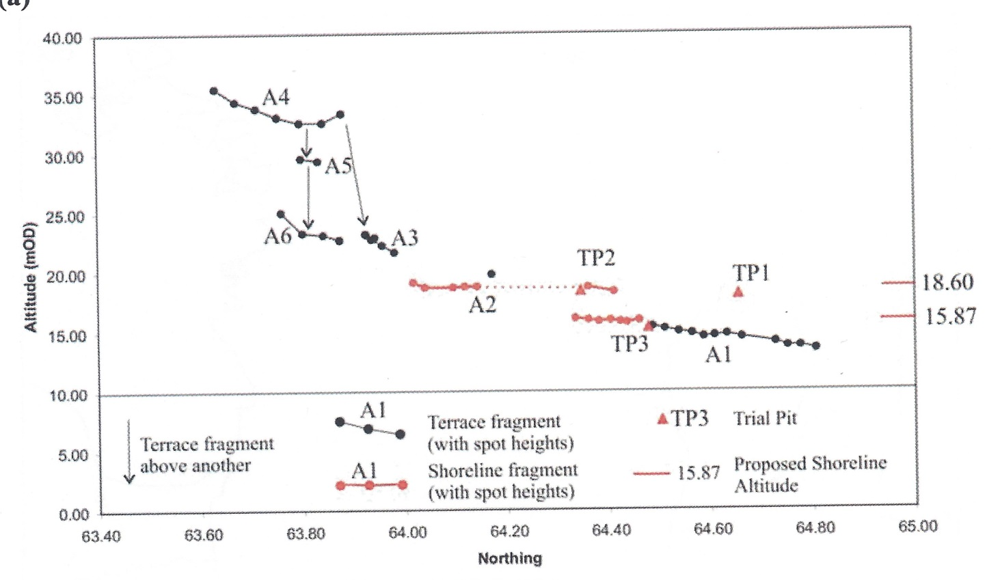 (a)
40.00
35.00
30.00
25.00
20.00
15.00
10.00
5.00
0.00
Altitude (mOD)
A4
A5
A6
A3
A2
TP2
TP1
TP3
A1
18.60
15.87
Terrace fragment
above another
A1
Terrace fragment
(with spot heights)
A1
Shoreline fragment
(with spot heights)
TP3 Trial Pit
15.87 Proposed Shoreline
Altitude
63.40 63.60 63.80 64.00 64.20 64.40 64.60 64.80 65.00
Northing